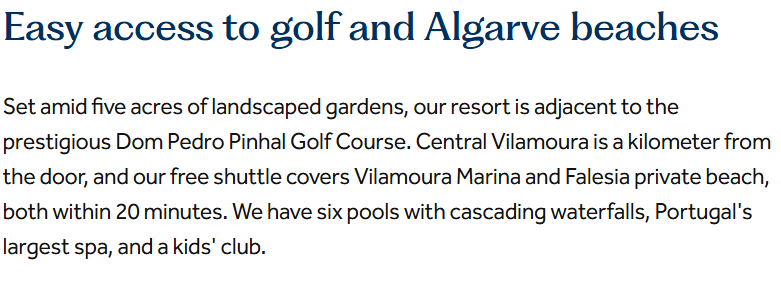 Easy access to golf and Algarve beaches
Set amid five acres of landscaped gardens, our resort is adjacent to the
prestigious Dom Pedro Pinhal Golf Course. Central Vilamoura is a kilometer from
the door, and our free shuttle covers Vilamoura Marina and Falesia private beach,
both within 20 minutes. We have six pools with cascading waterfalls, Portugal's
largest spa, and a kids' club.